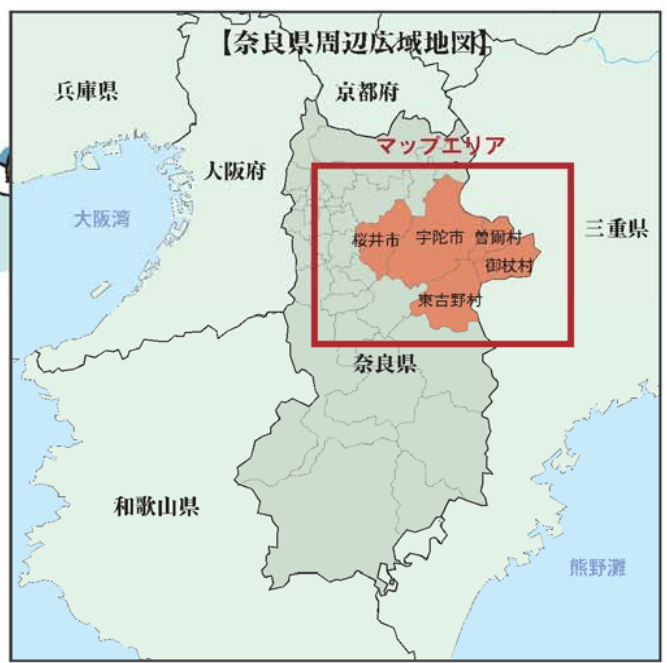 【奈良県周辺広域地図】
兵庫県
京都府
マップエリア
大阪府
大阪湾
三重県
桜井市
宇陀市
曽爾村
御杖村
東吉野村
奈良県
和歌山県
熊野灘